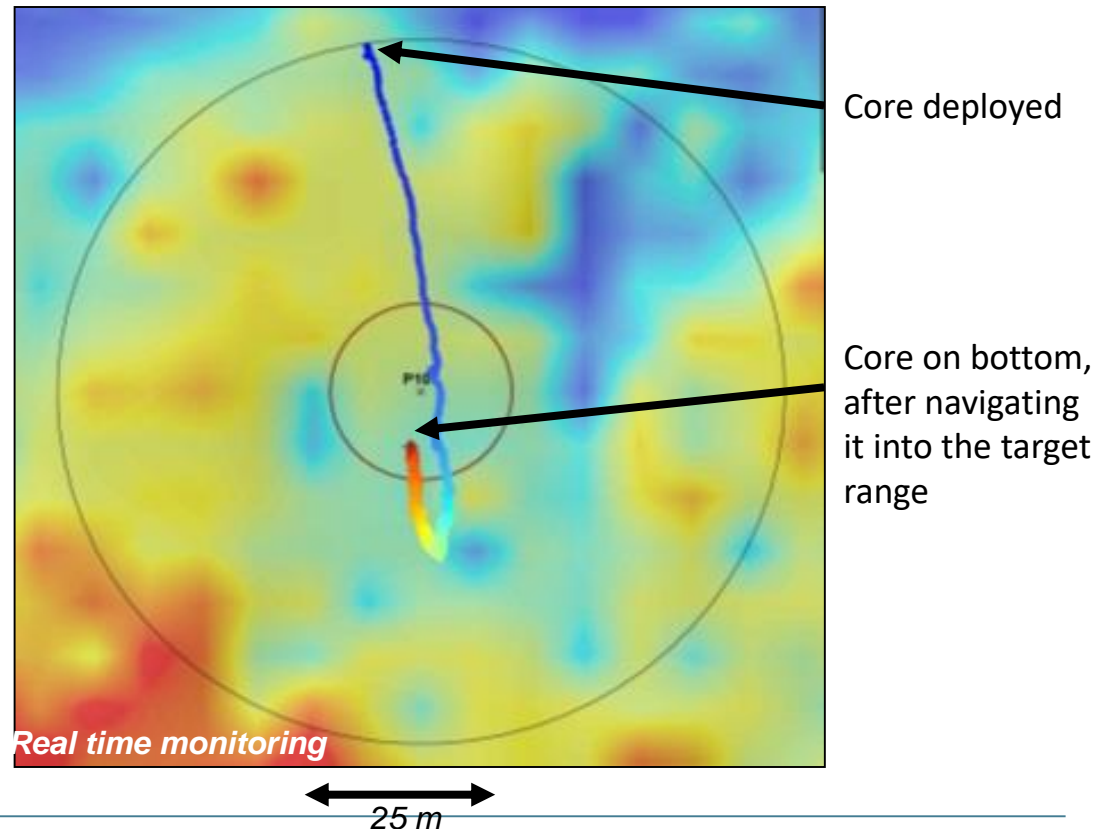 Core deployed
P10
Core on bottom,
after navigating
it into the target
range
Real time monitoring
25 m